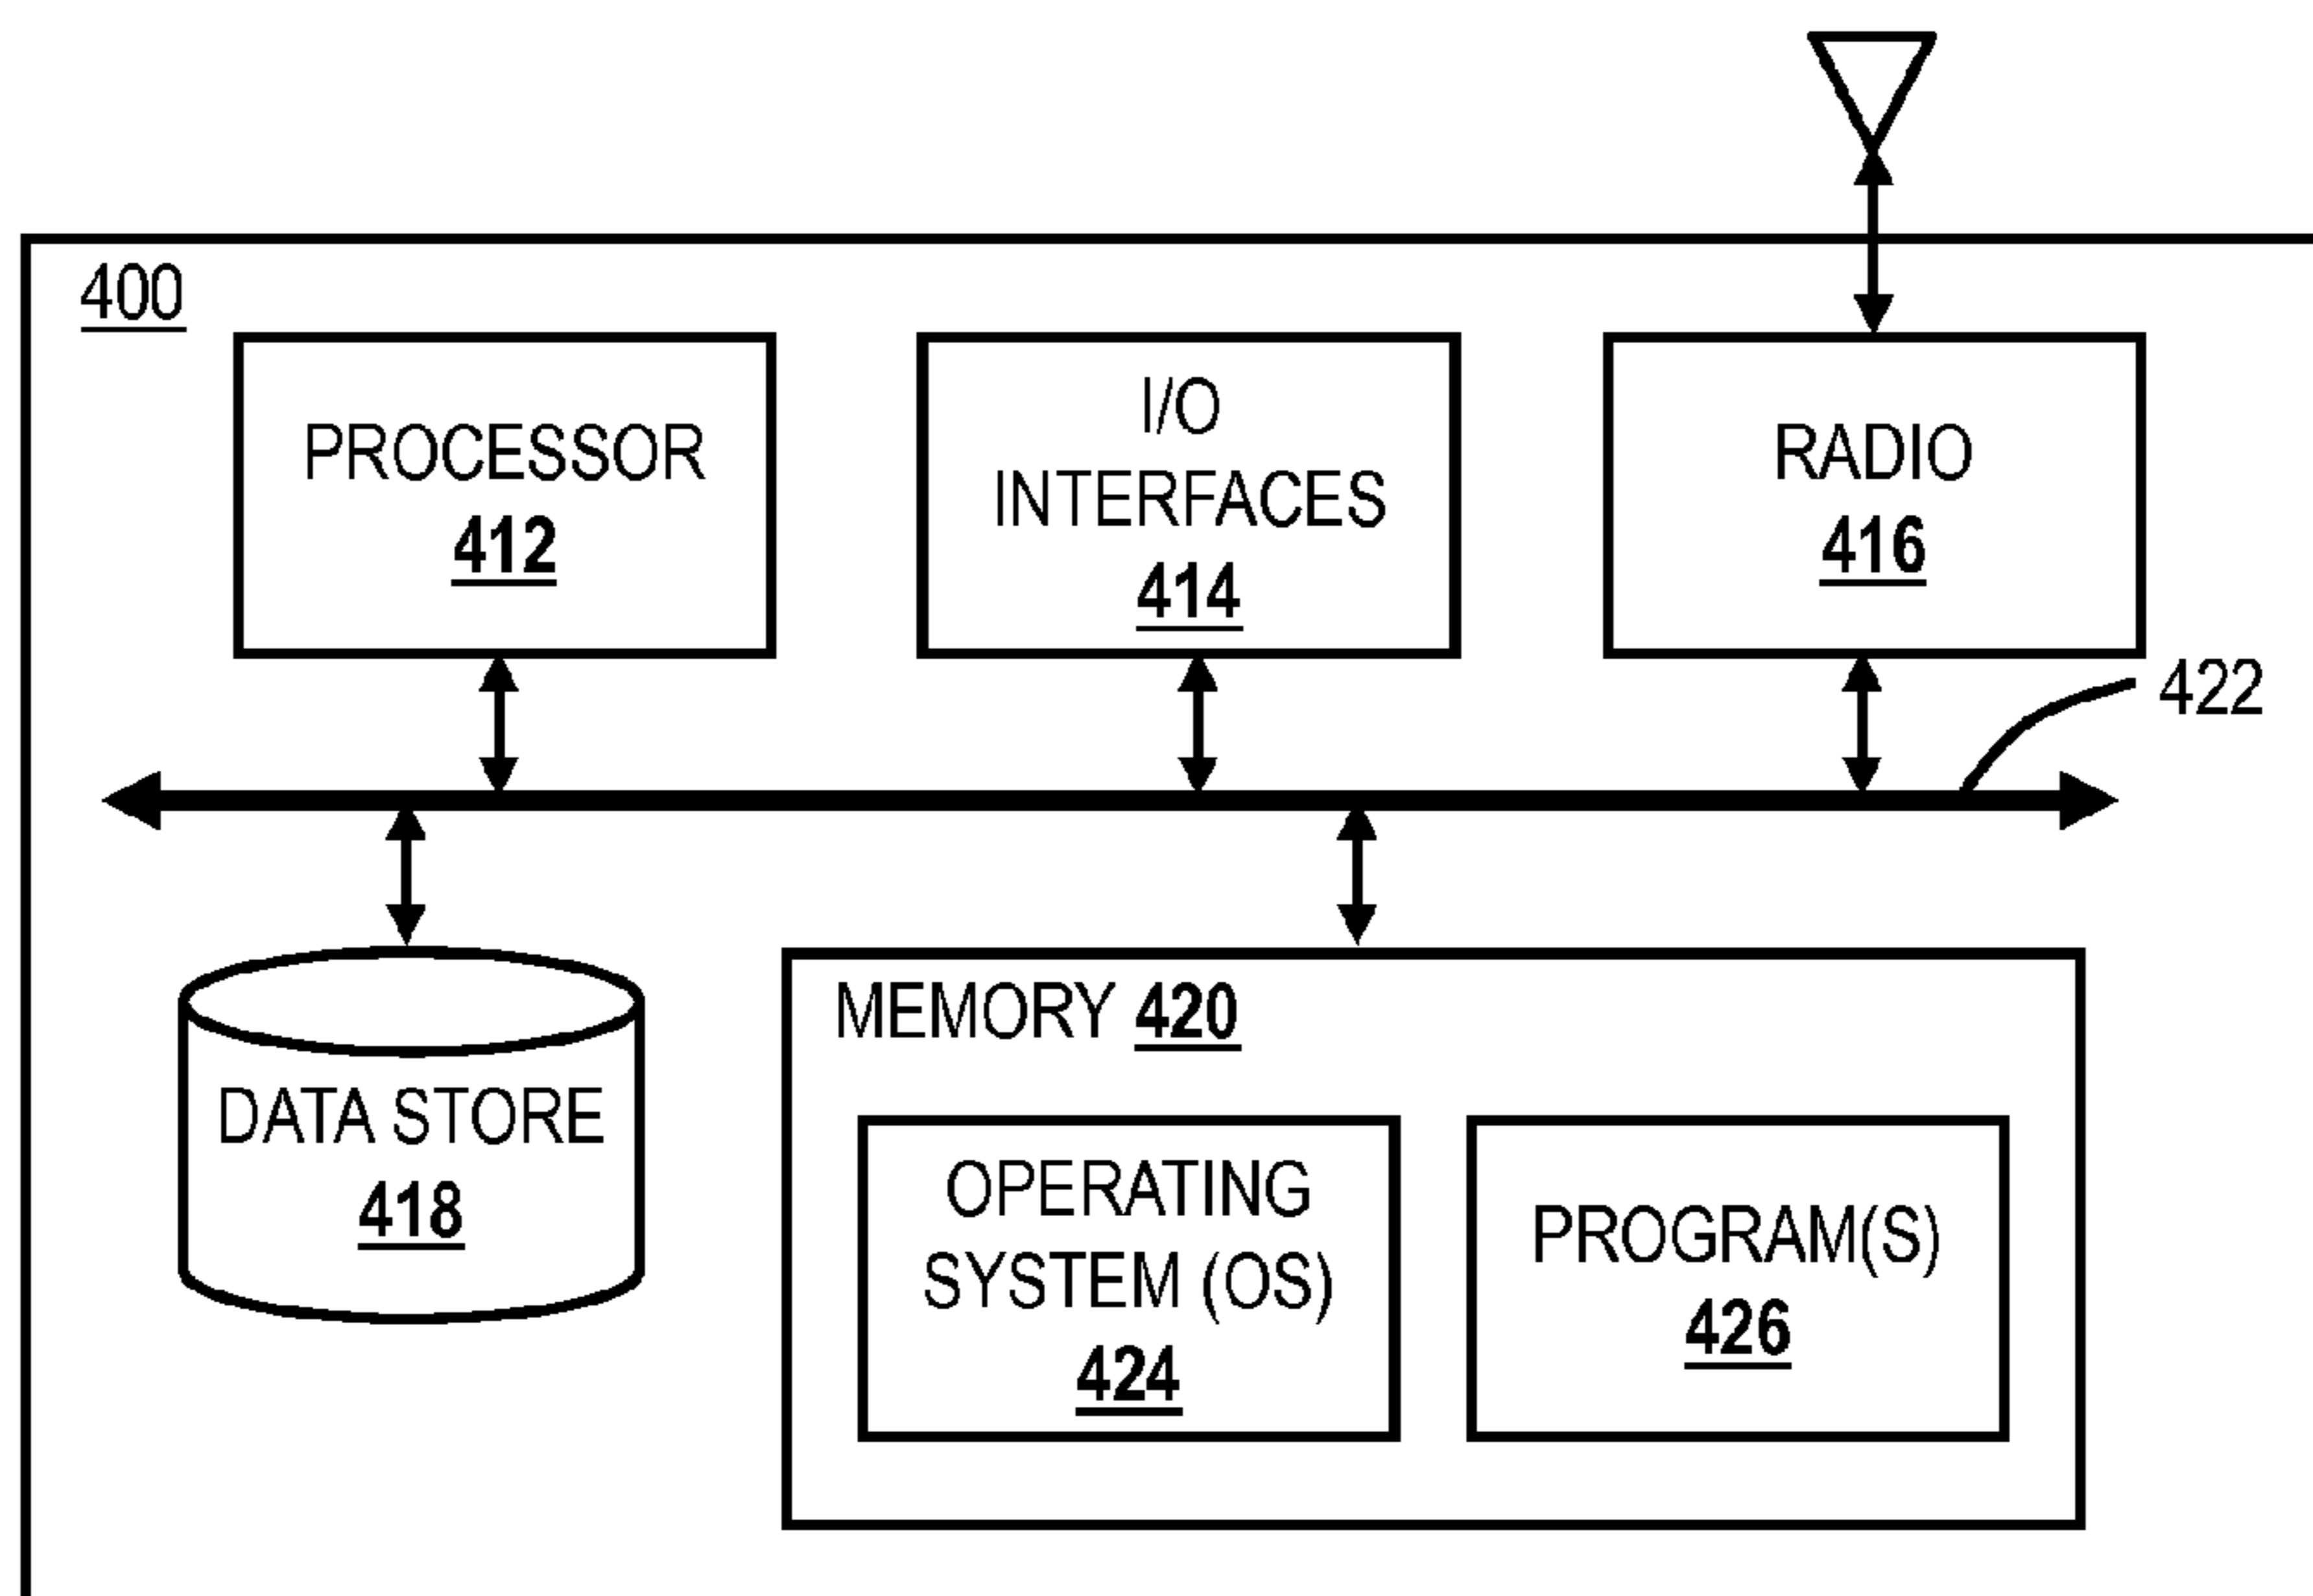 400
PROCESSOR
412
I/O
INTERFACES
414
RADIO
416
422
DATA STORE
418
MEMORY 420
OPERATING
SYSTEM (OS)
424
PROGRAM(S)
426